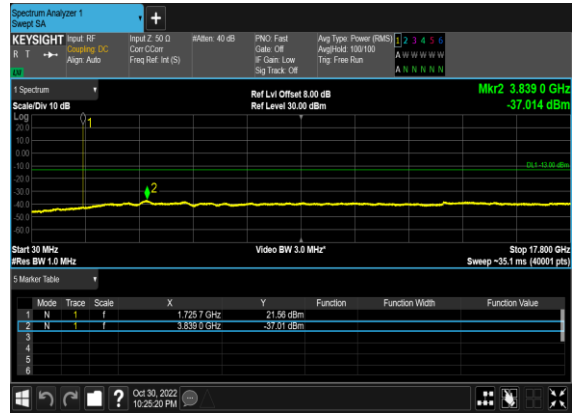 Spectrum Analyzer 1
Swept SA
+
KEYSIGHT Input: RF Input Z: 50 Ω #Atten: 40 dB PNO: Fast Avg Type: Power (RMS) 1 2 3 4 5 6
R T Coupling: DC Corr CCorr Gate: Off Avg|Hold: 100/100 A W W W W W
Align: Auto Freq Ref: Int (S) IF Gain: Low Trig: Free Run
Sig Track: Off A N N N N N
1 Spectrum Ref Lvl Offset 8.00 dB Mkr2 3.839 0 GHz
Scale/Div 10 dB Ref Level 30.00 dBm -37.014 dBm
Log
20.0
1
10.0
0.00
-10.0
DL1 -13.00 dBm
-20.0
-30.0
2
-40.0
-50.0
-60.0
Start 30 MHz Video BW 3.0 MHz* Stop 17.800 GHz
#Res BW 1.0 MHz Sweep ~35.1 ms (40001 pts)
5 Marker Table
Mode Trace Scale X Y Function Function Width Function Value
1 N 1 f 1.725 7 GHz 21.56 dBm
2 N 1 f 3.839 0 GHz -37.01 dBm
3
4
5
6
? Oct 30, 2022
10:25:20 PM